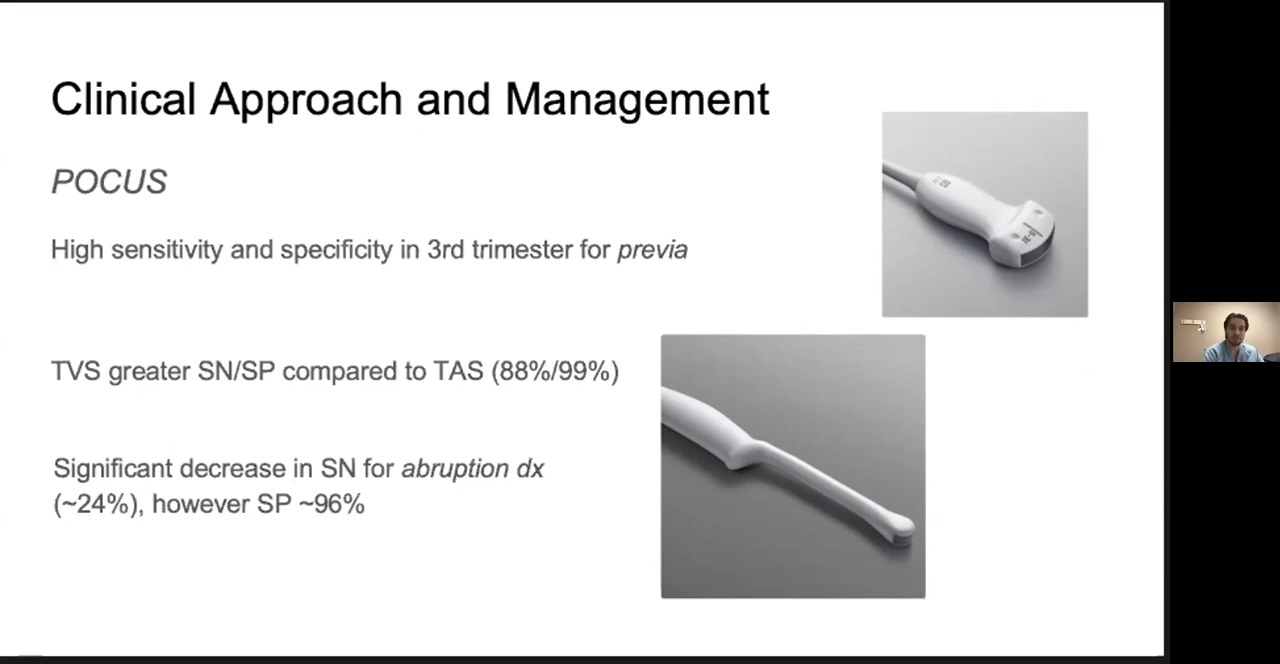 Clinical Approach and Management
POCUS
High sensitivity and specificity in 3rd trimester for previa
TVS greater SN/SP compared to TAS (88%/99%)
Significant decrease in SN for abruption dx
(~24%), however SP ~96%